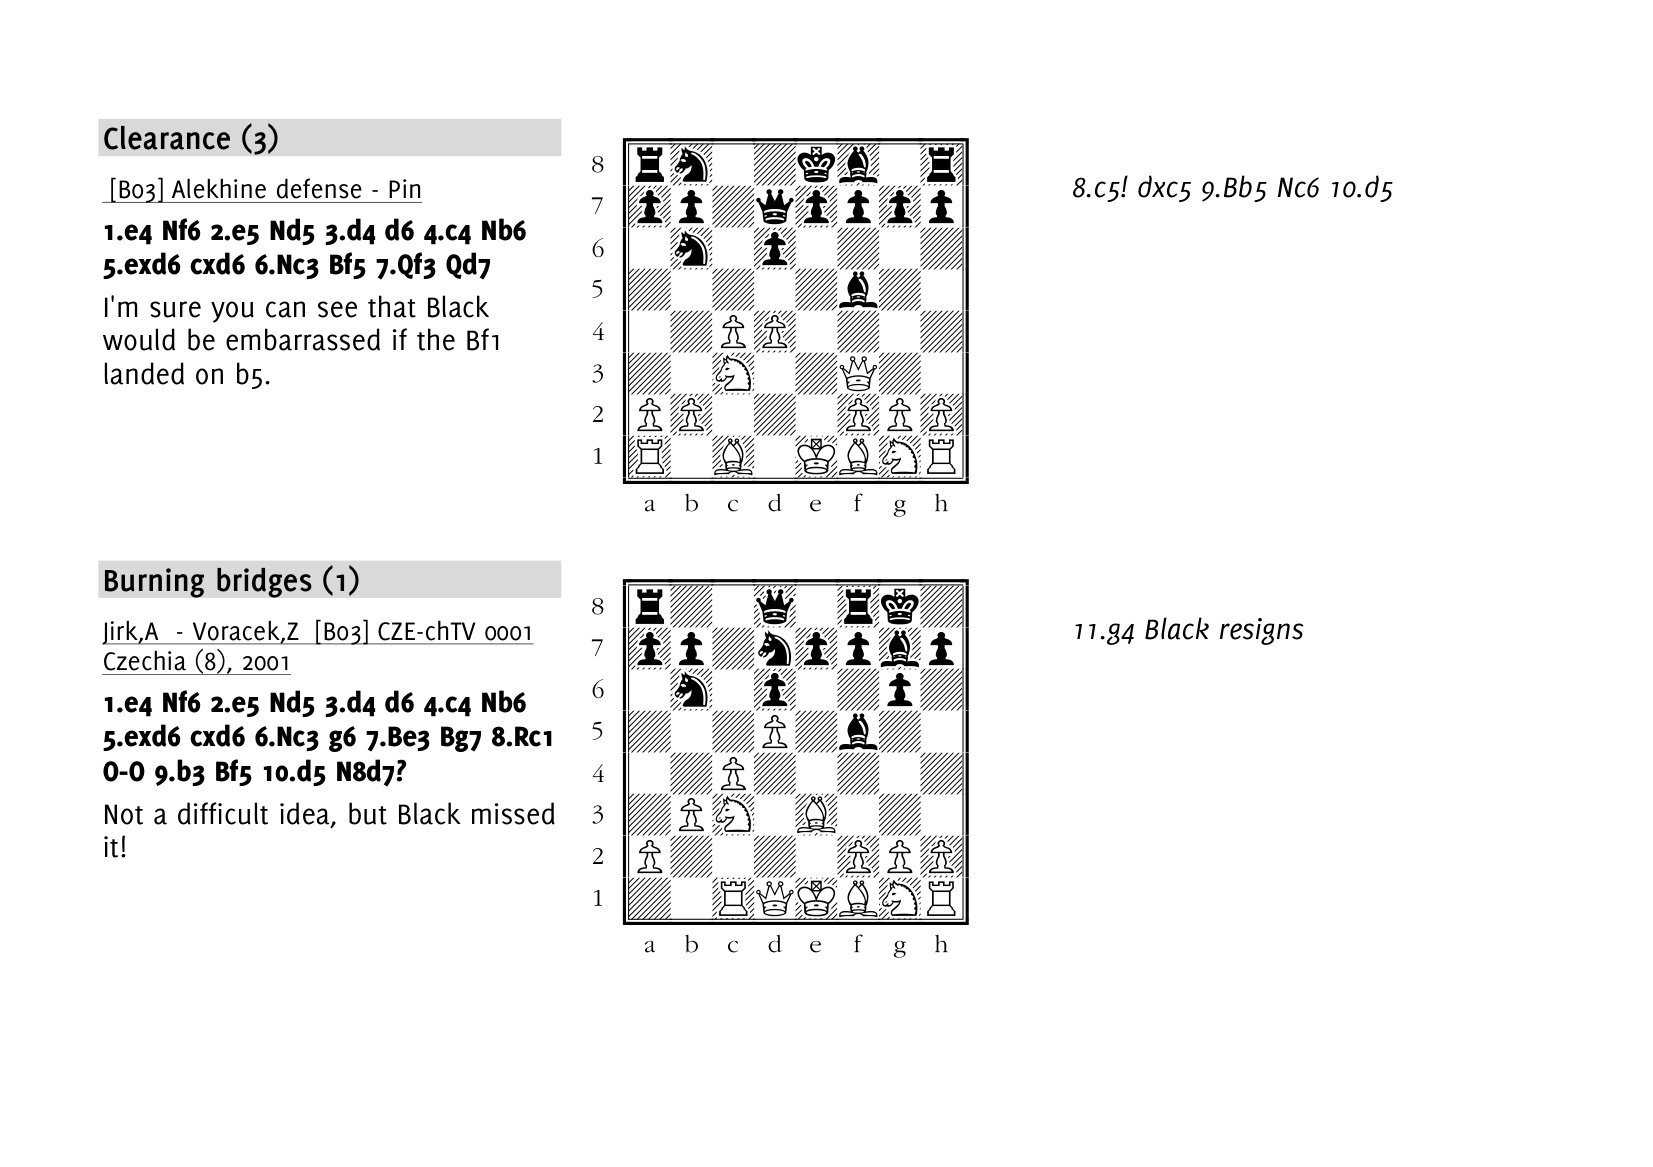 Clearance (3)
[B03] Alekhine defense - Pin
1.e4 Nf6 2.e5 Nd5 3.d4 d6 4.c4 Nb6
5.exd6 cxd6 6.Nc3 Bf5 7.Qf3 Qd7
I'm sure you can see that Black
would be embarrassed if the Bf1
landed on b5.
8
7
6
5
4
3
2
1
a b c d e f g h
8.c5! dxc5 9.Bb5 Nc6 10.d5
Burning bridges (1)
Jirk,A - Voracek,Z [B03] CZE-chTV 0001
Czechia (8), 2001
1.e4 Nf6 2.e5 Nd5 3.d4 d6 4.c4 Nb6
5.exd6 cxd6 6.Nc3 g6 7.Be3 Bg7 8.Rc1
0-0 9.b3 Bf5 10.d5 N8d7?
Not a difficult idea, but Black missed
it!
8
7
6
5
4
3
2
1
a b c d e f g h
11.g4 Black resigns